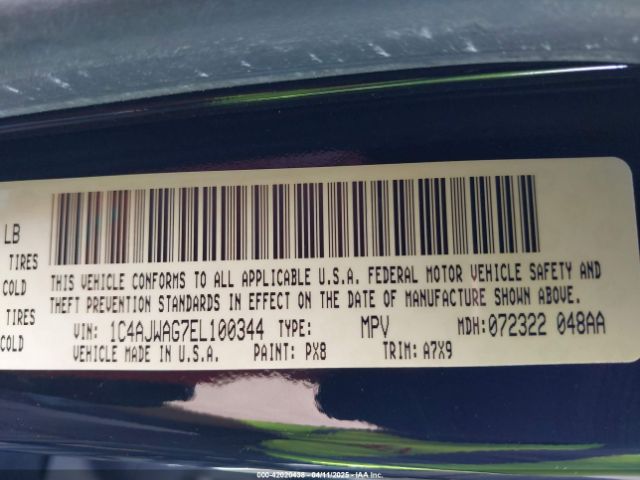 LB
TIRES
COLD
TIRES
COLD
THIS VEHICLE CONFORMS TO ALL APPLICABLE U.S.A. FEDERAL MOTOR VEHICLE SAFETY AND
THEFT PREVENTION STANDARDS IN EFFECT ON THE DATE OF MANUFACTURE SHOWN ABOVE.
VIN: 1C4AJWAG7EL100344 TYPE: MPV MDH: 072322 048AA
VEHICLE MADE IN U.S.A. PAINT: PX8 TRIM: A7X9
000-42020438 - 04/11/2025 - IAA Inc.